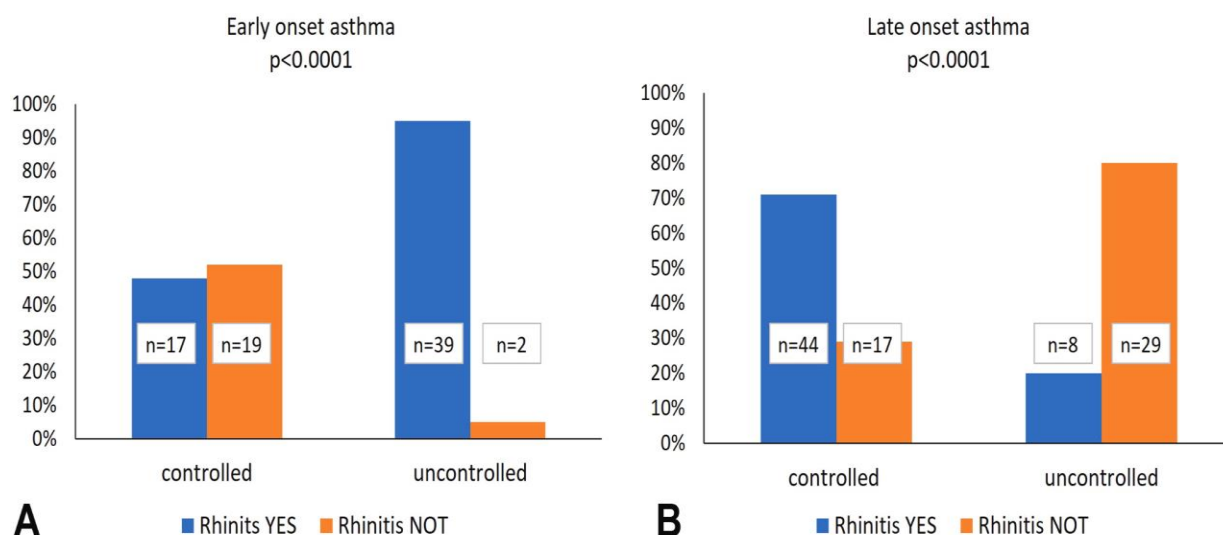 Early onset asthma
p<0.0001
100%
90%
80%
70%
60%
50%
40%
30%
20%
10%
0%
n=17
n=19
n=39
n=2
controlled
uncontrolled
A
Rhinits YES
Rhinitis NOT
Late onset asthma
p<0.0001
100%
90%
80%
70%
60%
50%
40%
30%
20%
10%
0%
n=44
n=17
n=8
n=29
controlled
uncontrolled
B
Rhinitis YES
Rhinitis NOT